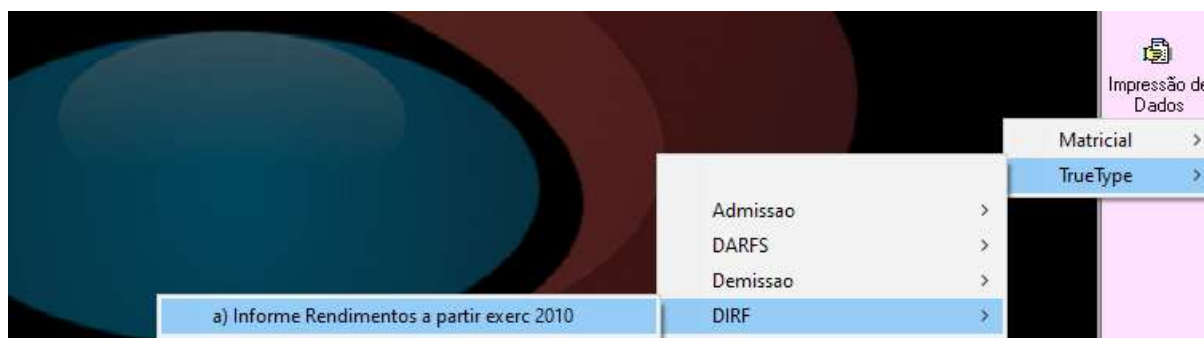 Impressão de
Dados
Matricial
TrueType
Admissao
DARFS
Demissao
DIRF
a) Informe Rendimentos a partir exerc 2010